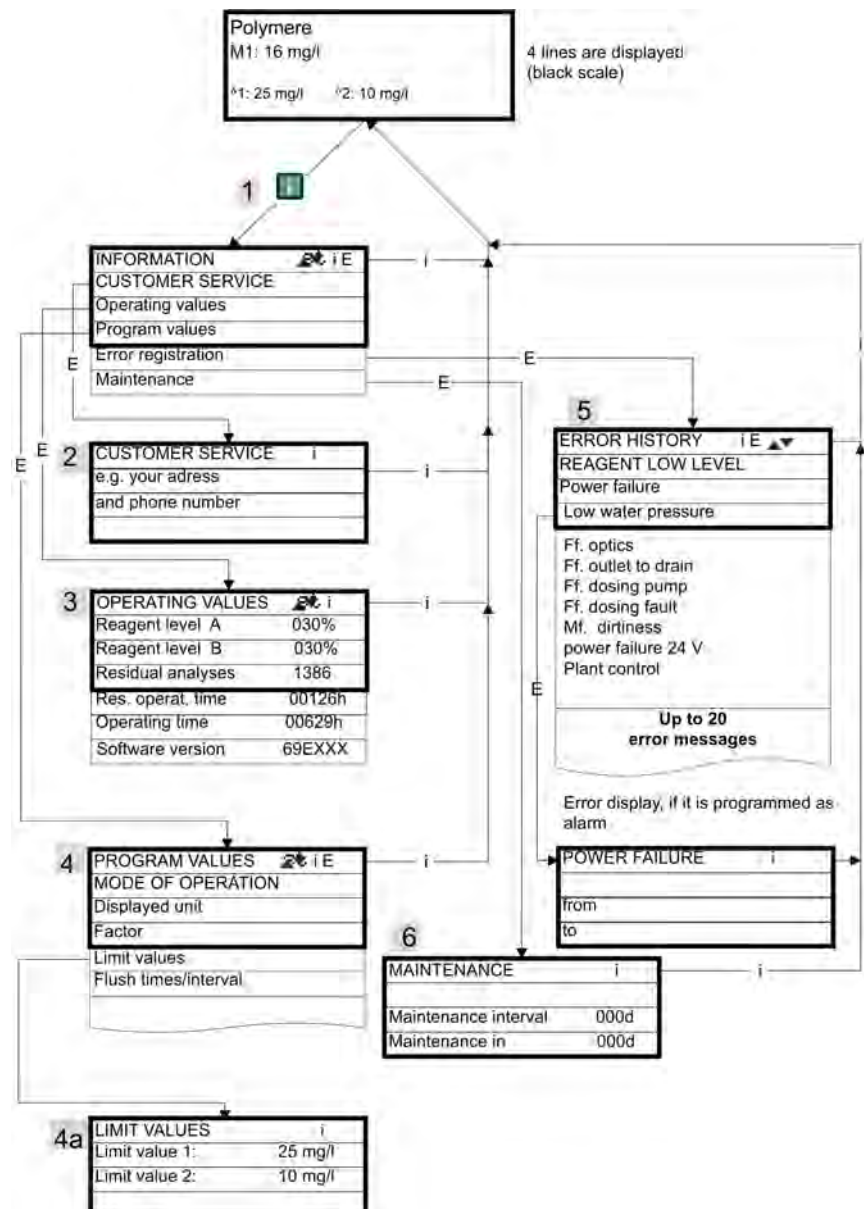 Polymere
M1: 16 mg/l
^1: 25 mg/l ^2: 10 mg/l
4 lines are displayed
(black scale)
1 i
INFORMATION i E
CUSTOMER SERVICE
Operating values
Program values
Error registration
Maintenance
i
E
E
E
E
E
2
CUSTOMER SERVICE i
e.g. your adress
and phone number
i
3
OPERATING VALUES i
Reagent level A 030%
Reagent level B 030%
Residual analyses 1386
Res. operat. time 00126h
Operating time 00629h
Software version 69EXXX
i
4
PROGRAM VALUES i E
MODE OF OPERATION
Displayed unit
Factor
Limit values
Flush times/interval
i
4a
LIMIT VALUES i
Limit value 1: 25 mg/l
Limit value 2: 10 mg/l
5
ERROR HISTORY i E
REAGENT LOW LEVEL
Power failure
Low water pressure
Ff. optics
Ff. outlet to drain
Ff. dosing pump
Ff. dosing fault
Mf. dirtiness
power failure 24 V
Plant control
Up to 20
error messages
E
i
Error display, if it is programmed as
alarm
POWER FAILURE i
from
to
6
MAINTENANCE i
Maintenance interval 000d
Maintenance in 000d
i